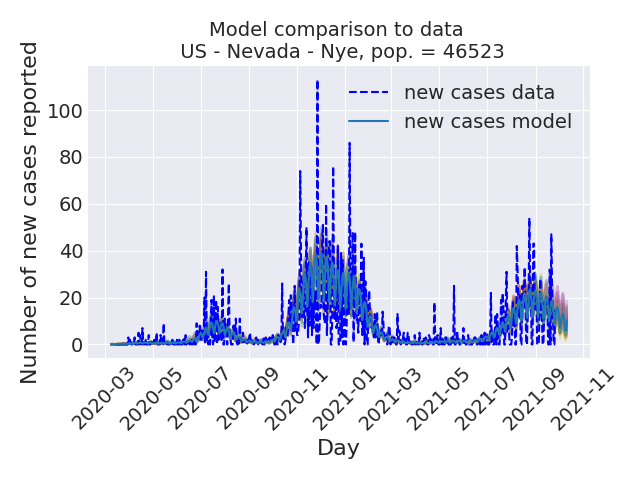 Model comparison to data
US - Nevada - Nye, pop. = 46523
Number of new cases reported
100
80
60
40
20
0
new cases data
new cases model
2020-03
2020-05
2020-07
2020-09
2020-11
2021-01
2021-03
2021-05
2021-07
2021-09
2021-11
Day